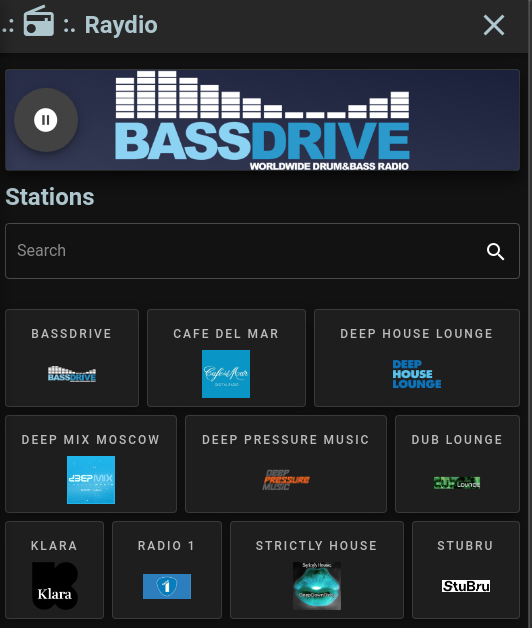 .: :. Raydio
BASSDRIVE
WORLDWIDE DRUM&BASS RADIO
Stations
Search
BASSDRIVE
CAFE DEL MAR
DEEP HOUSE LOUNGE
BASSDRIVE
Café del Mar
DEEP
HOUSE
LOUNGE
DEEP MIX MOSCOW
DEEP PRESSURE MUSIC
DUB LOUNGE
DEEP
PRESSURE
MUSIC
DUB Lounge
KLARA
RADIO 1
STRICTLY HOUSE
STUBRU
Klara
1
Strictly House
StuBru